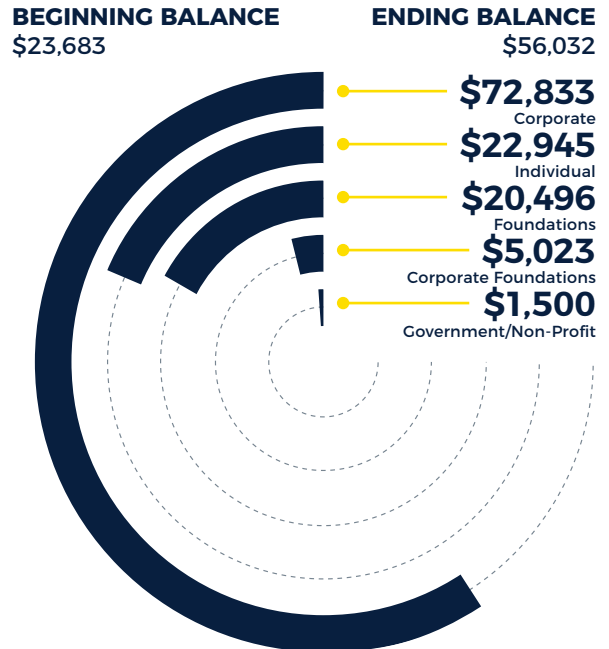 BEGINNING BALANCE
$23,683
ENDING BALANCE
$56,032
$72,833
Corporate
$22,945
Individual
$20,496
Foundations
$5,023
Corporate Foundations
$1,500
Government/Non-Profit